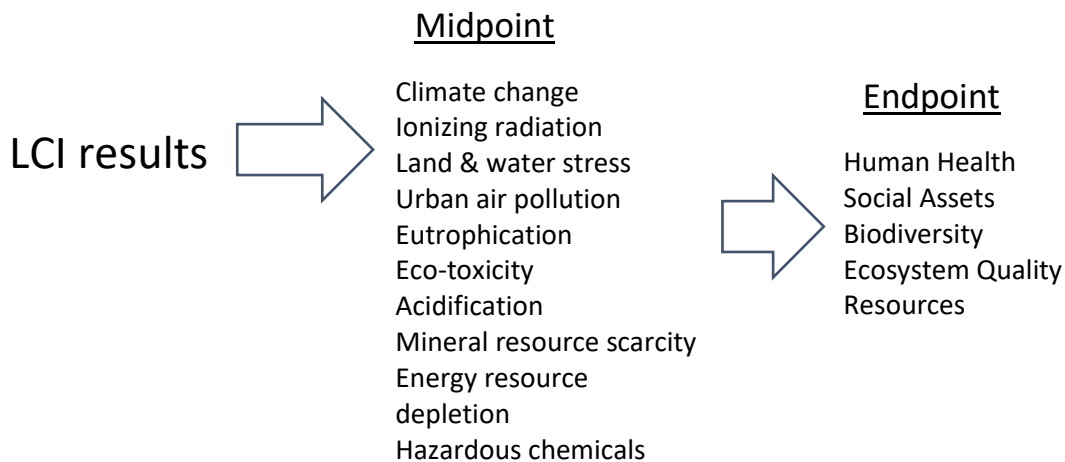 LCI results
Midpoint
Climate change
Ionizing radiation
Land & water stress
Urban air pollution
Eutrophication
Eco-toxicity
Acidification
Mineral resource scarcity
Energy resource
depletion
Hazardous chemicals
Endpoint
Human Health
Social Assets
Biodiversity
Ecosystem Quality
Resources